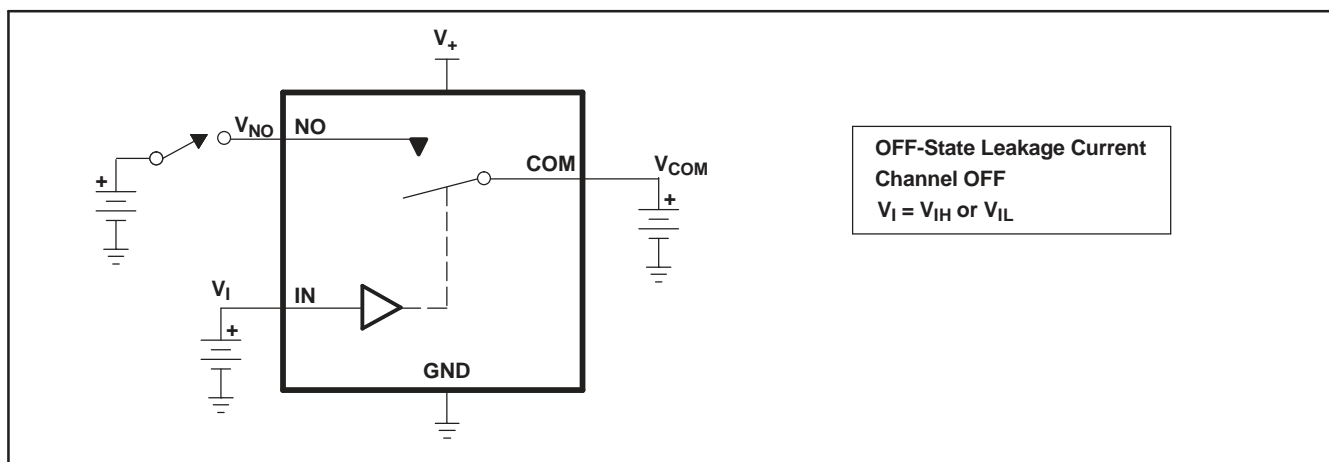 V+
VNO NO
COM VCOM
+
+
VI IN
+
GND
OFF-State Leakage Current
Channel OFF
VI = VIH or VIL